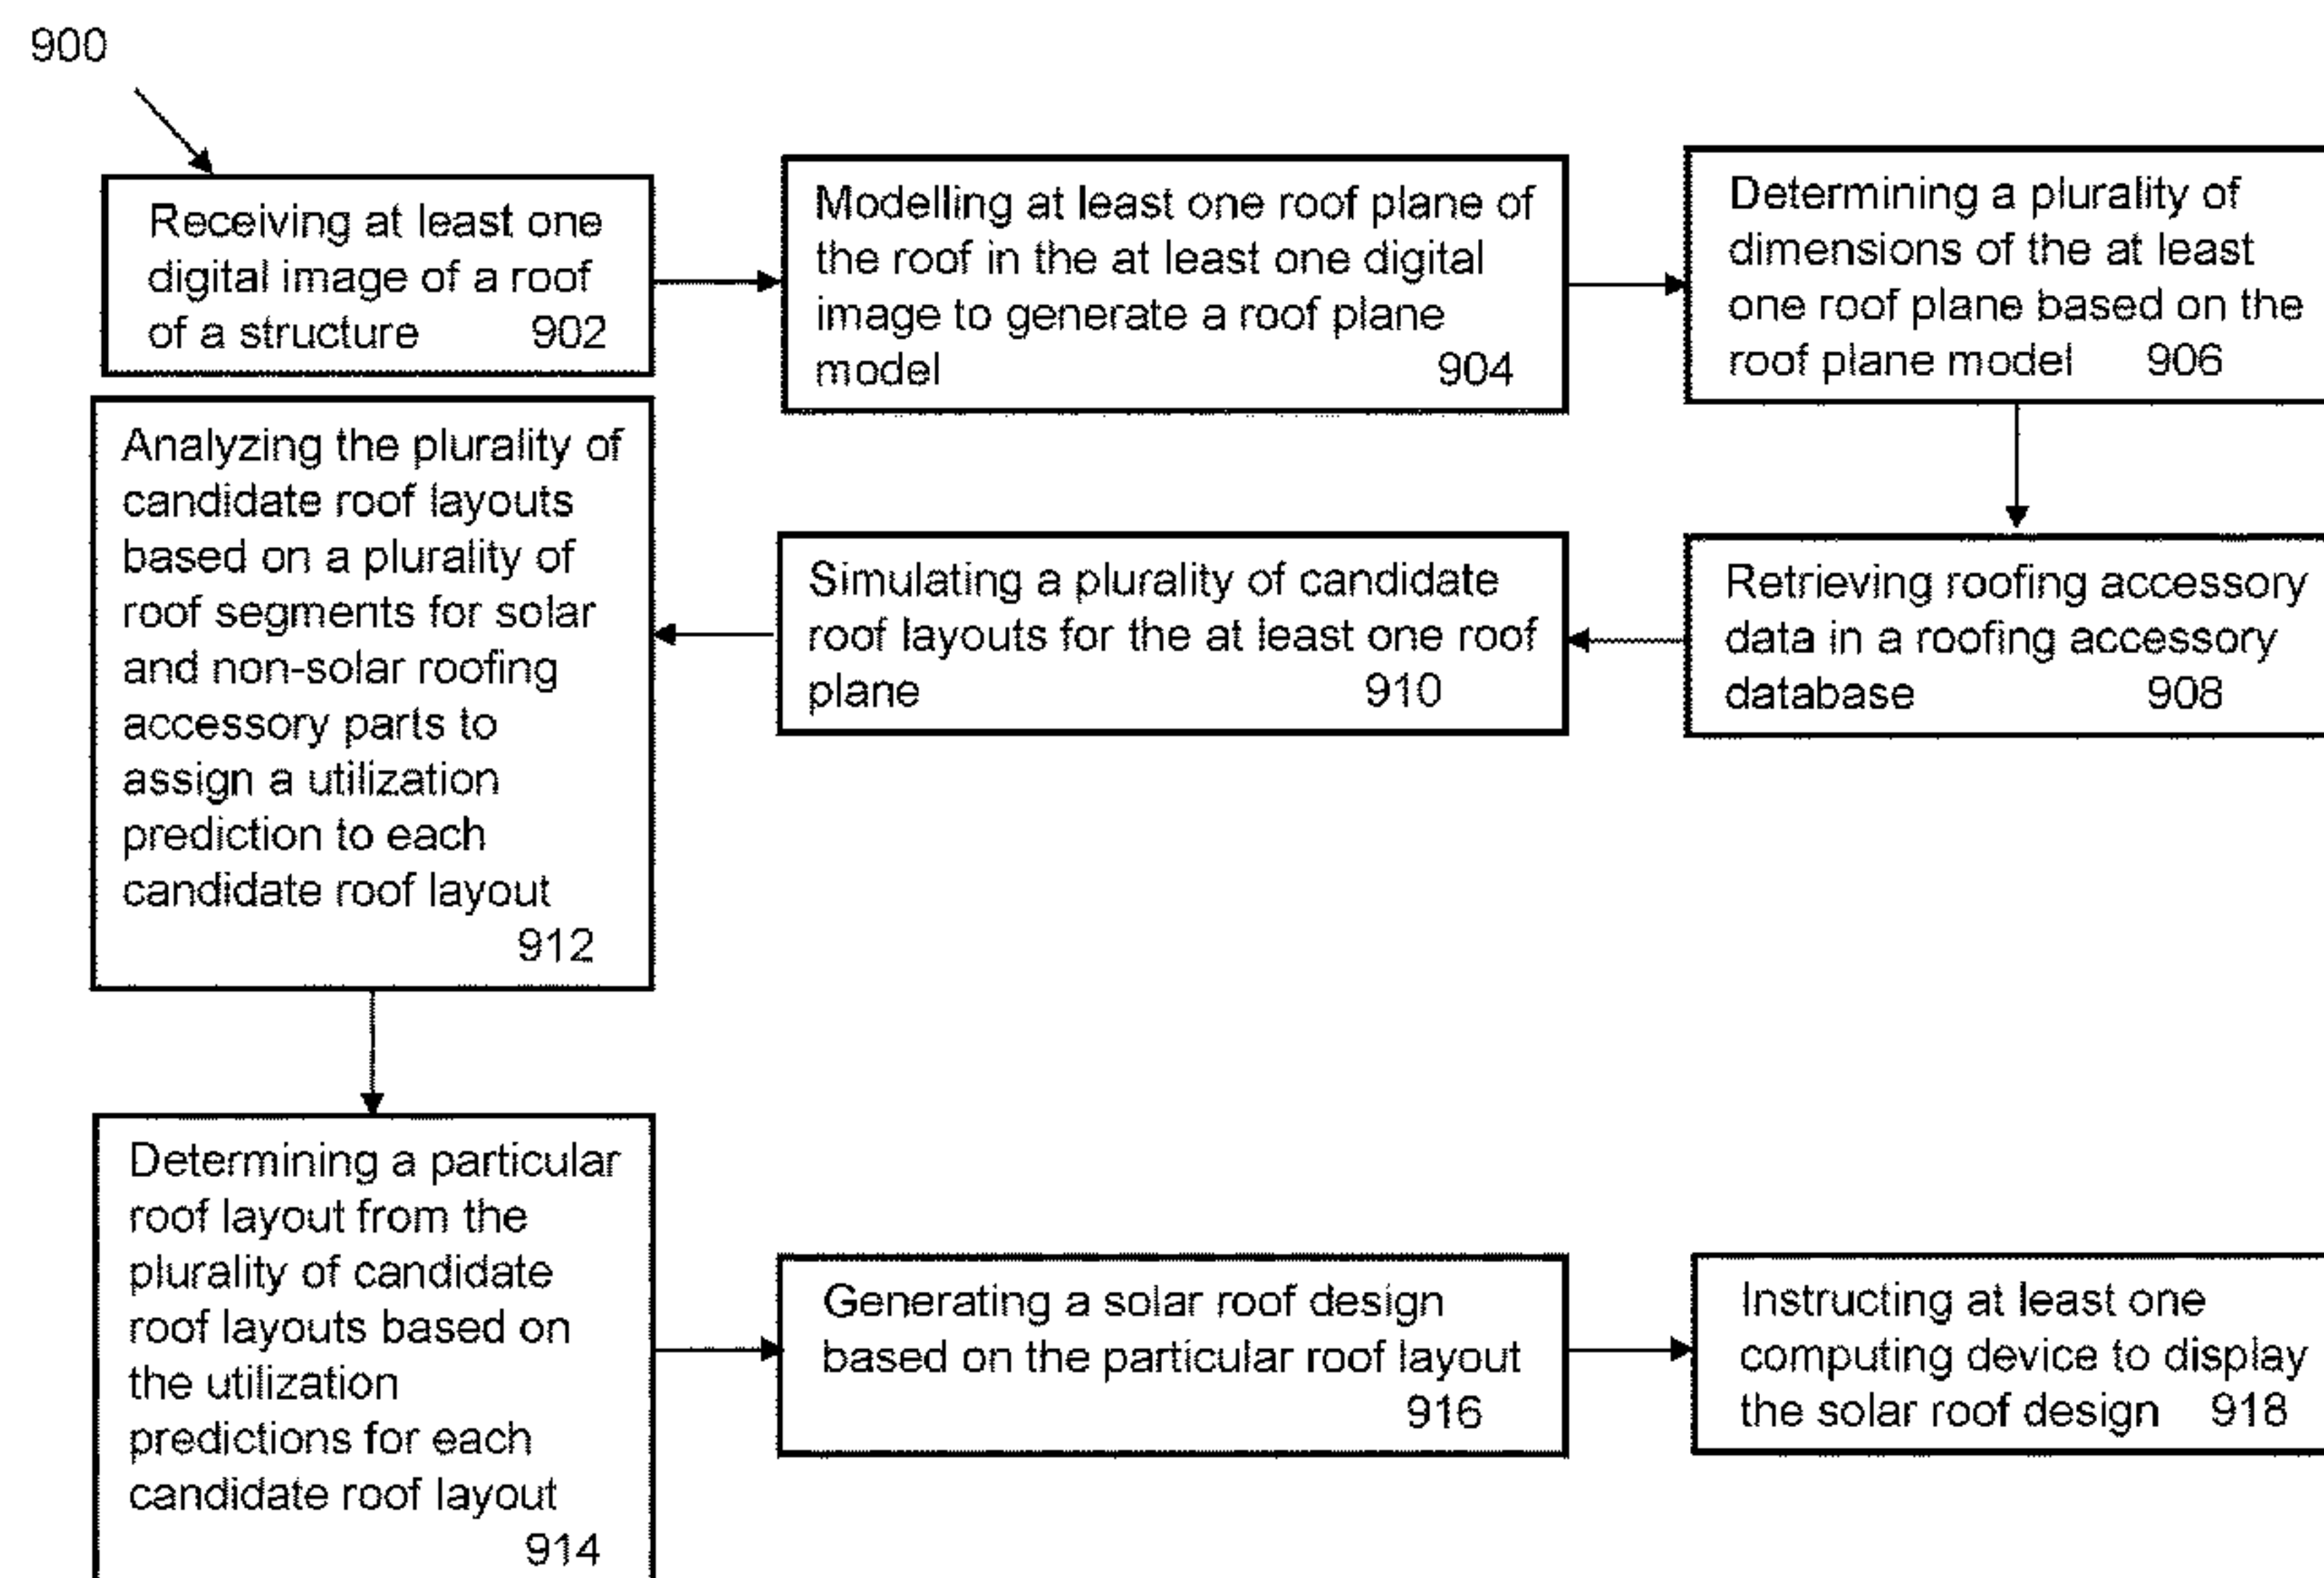 900
Receiving at least one
digital image of a roof
of a structure 902
Modelling at least one roof plane of
the roof in the at least one digital
image to generate a roof plane
model 904
Determining a plurality of
dimensions of the at least
one roof plane based on the
roof plane model 906
Retrieving roofing accessory
data in a roofing accessory
database 908
Simulating a plurality of candidate
roof layouts for the at least one roof
plane 910
Analyzing the plurality of
candidate roof layouts
based on a plurality of
roof segments for solar
and non-solar roofing
accessory parts to
assign a utilization
prediction to each
candidate roof layout
912
Determining a particular
roof layout from the
plurality of candidate
roof layouts based on
the utilization
predictions for each
candidate roof layout
914
Generating a solar roof design
based on the particular roof layout
916
Instructing at least one
computing device to display
the solar roof design 918